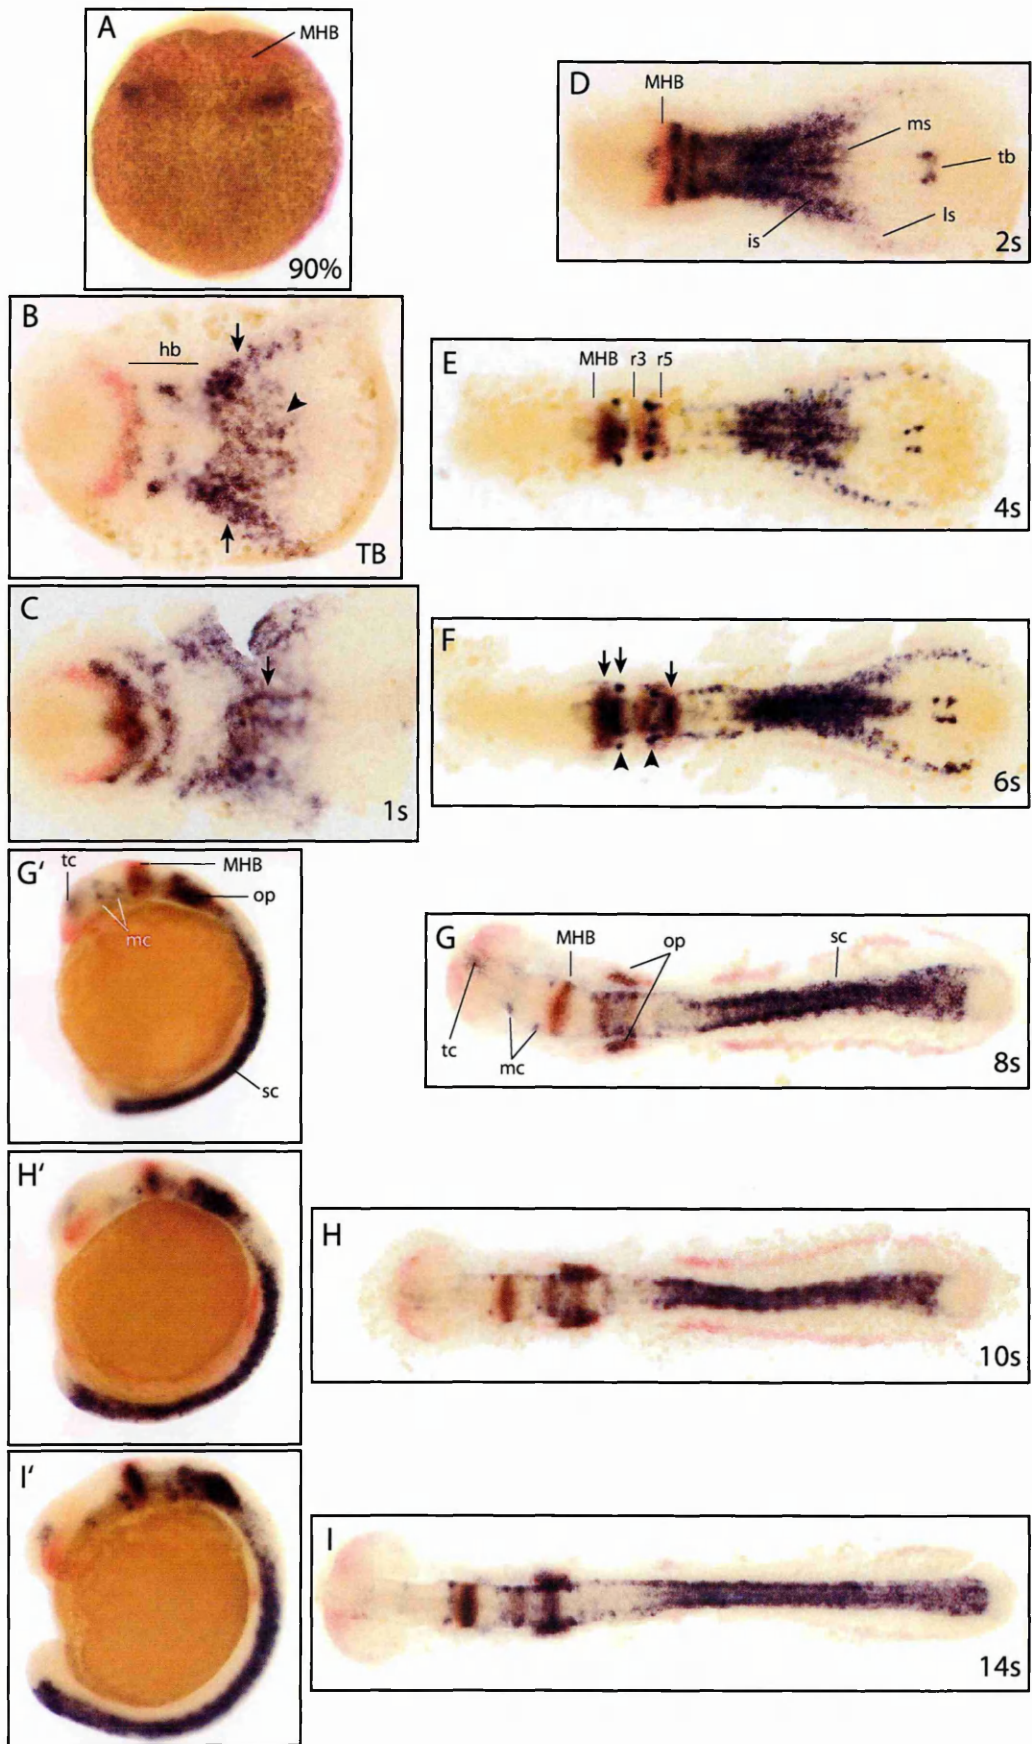 A
MHB
90%
B
hb
TB
C
1s
D
MHB
ms
tb
is
ls
2s
E
MHB r3 r5
4s
F
6s
G'
tc
MHB
op
mc
sc
G
MHB
op
sc
tc
mc
8s
H'
H
10s
I'
I
14s